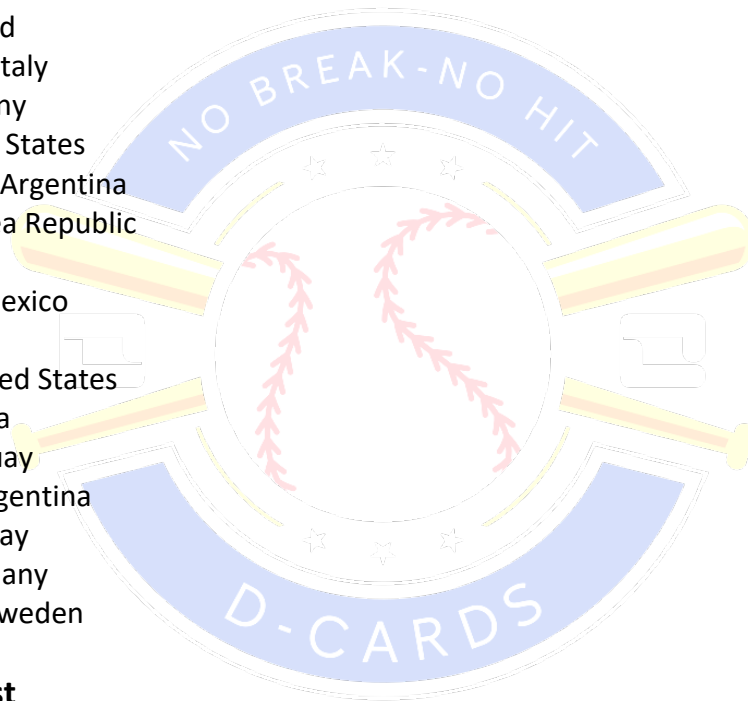 d
taly
ny
States
Argentina
ea Republic
exico
ed States
a
uay
gentina
ay
any
weden
st
NO BREAK-NO HIT
D-CARDS